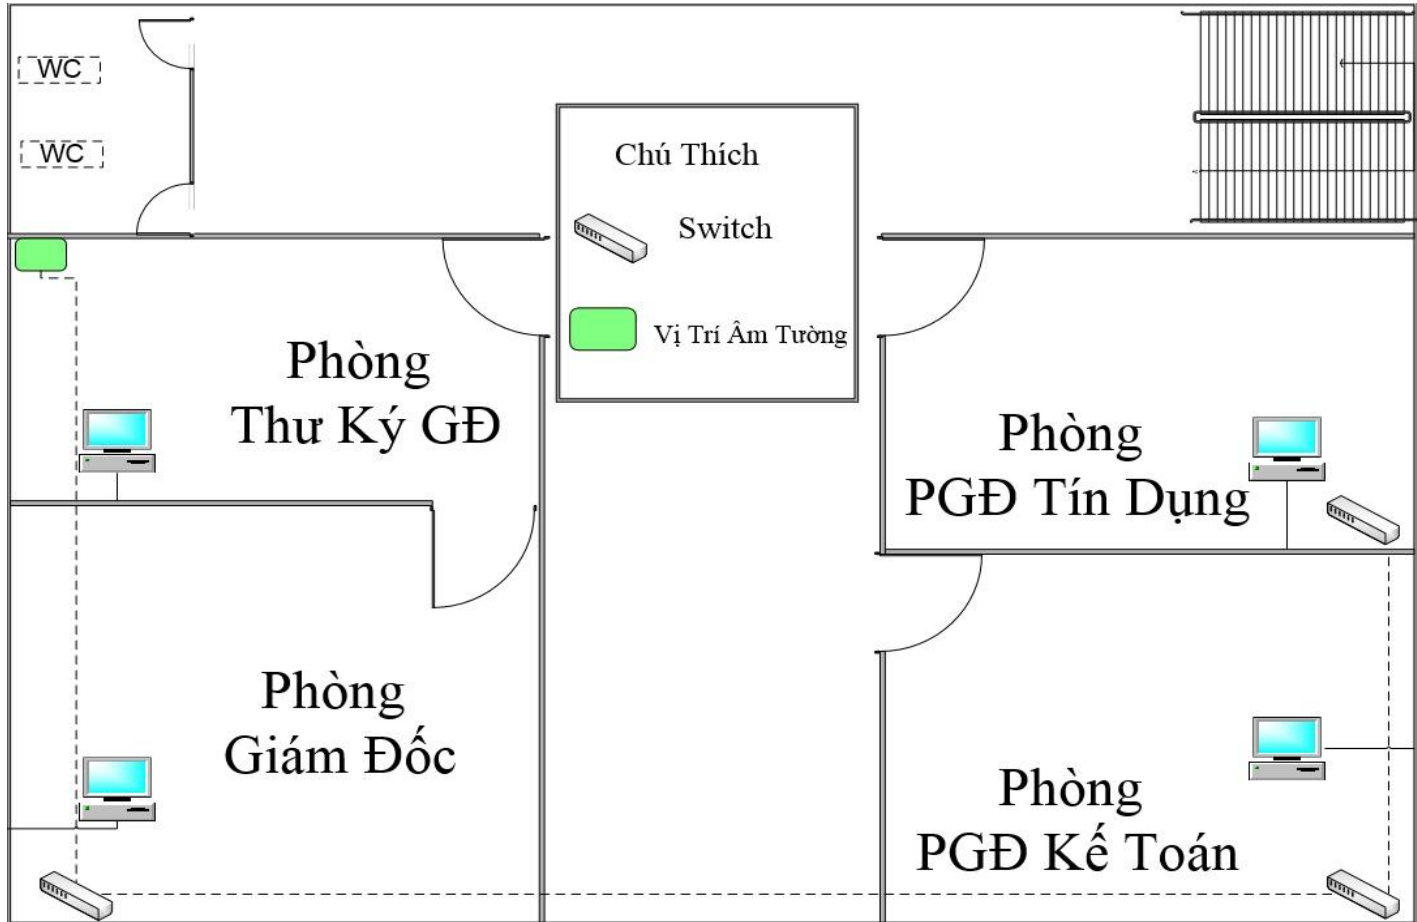 WC
WC
Chú Thích
Switch
Vị Trí Âm Tường
Phòng
Thư Ký GĐ
Phòng
PGĐ Tín Dụng
Phòng
Giám Đốc
Phòng
PGĐ Kế Toán